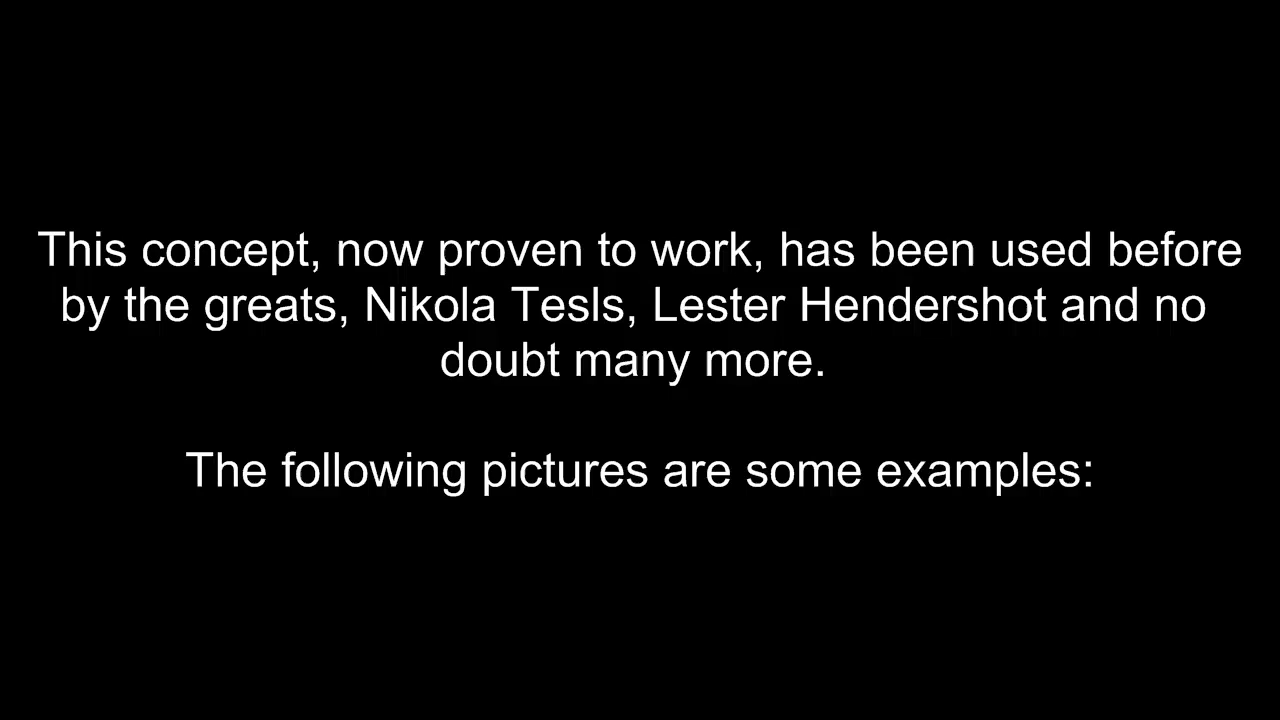 This concept, now proven to work, has been used before
by the greats, Nikola Tesls, Lester Hendershot and no
doubt many more.
The following pictures are some examples: